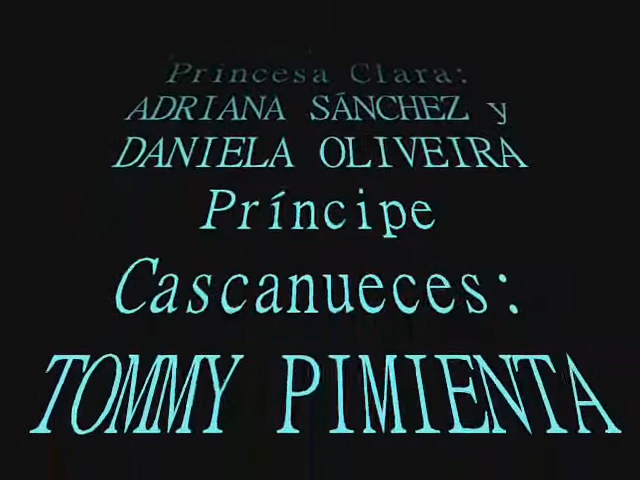 Princesa Clara:
ADRIANA SÁNCHEZ y
DANIELA OLIVEIRA
Príncipe
Cascanueces:
TOMMY PIMIENTA